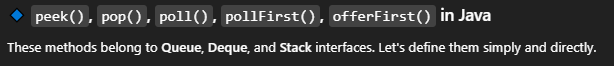 peek(), pop(), poll(), pollFirst(), offerFirst() in Java
These methods belong to Queue, Deque, and Stack interfaces. Let's define them simply and directly.